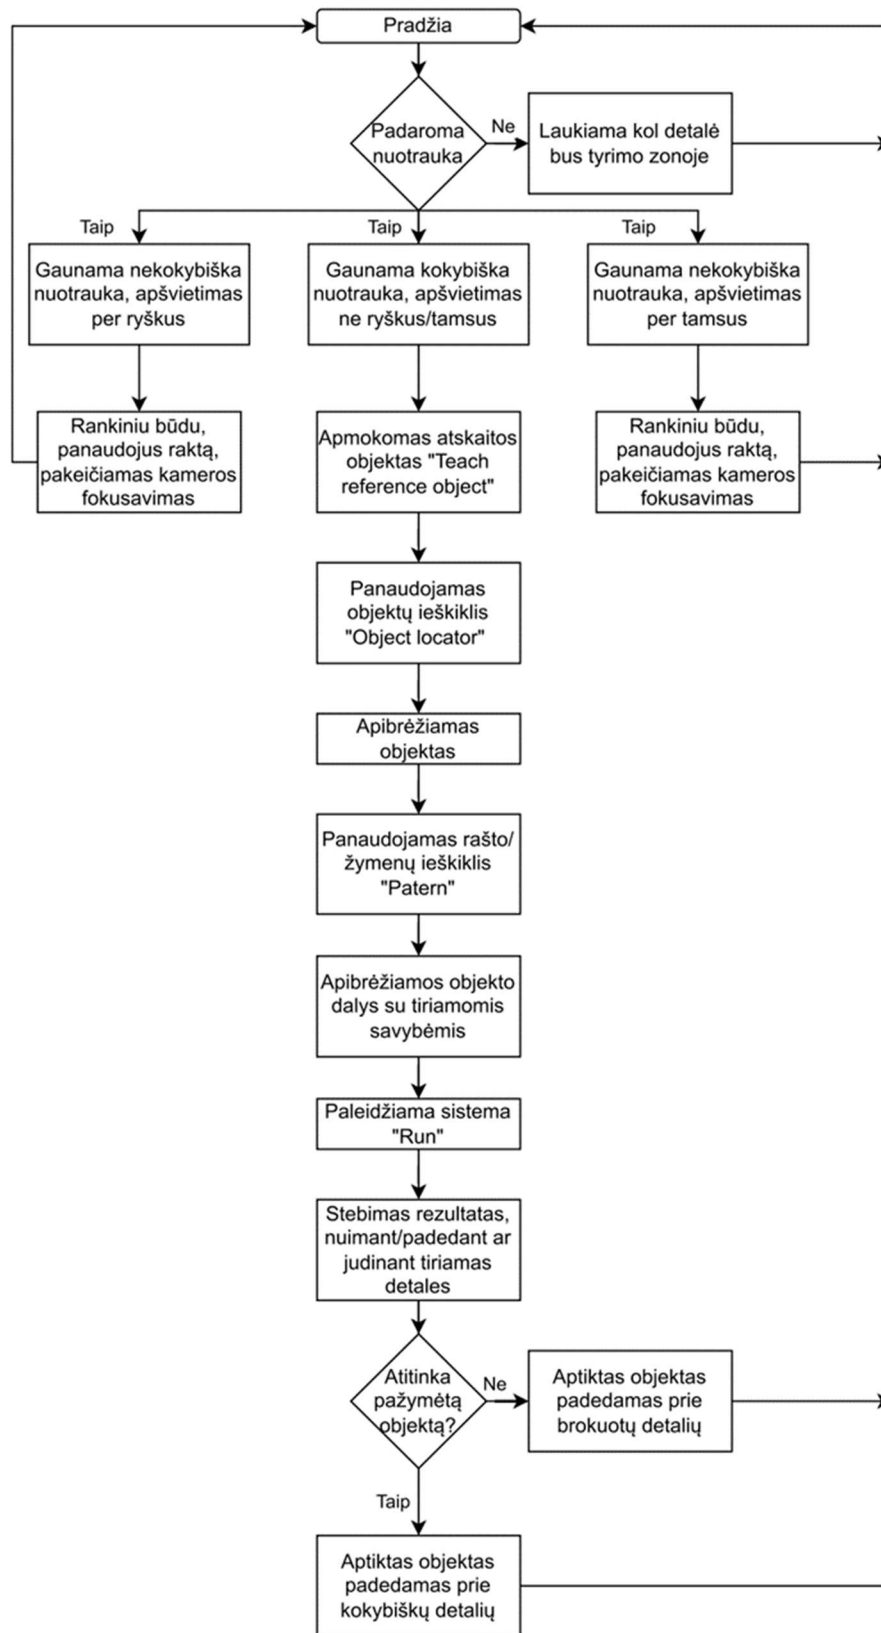 Pradžia
Padaroma
nuotrauka
Ne
Laukiama kol detalė
bus tyrimo zonoje
Taip
Taip
Taip
Gaunama nekokybiška
nuotrauka, apšvietimas
per ryškus
Gaunama kokybiška
nuotrauka, apšvietimas
ne ryškus/tamsus
Gaunama nekokybiška
nuotrauka, apšvietimas
per tamsus
Rankiniu būdu,
panaudojus raktą,
pakeičiamas kameros
fokusavimas
Apmokomas atskaitos
objektas "Teach
reference object"
Rankiniu būdu,
panaudojus raktą,
pakeičiamas kameros
fokusavimas
Panaudojamas
objektų ieškiklis
"Object locator"
Apibrėžiamas
objektas
Panaudojamas rašto/
žymenų ieškiklis
"Patern"
Apibrėžiamos objekto
dalys su tiriamomis
savybėmis
Paleidžiama sistema
"Run"
Stebimas rezultatas,
nuimant/padedant ar
judinant tiriamas
detales
Atitinka
pažymėtą
objektą?
Ne
Aptiktas objektas
padedamas prie
brokuotų detalių
Taip
Aptiktas objektas
padedamas prie
kokybiškų detalių